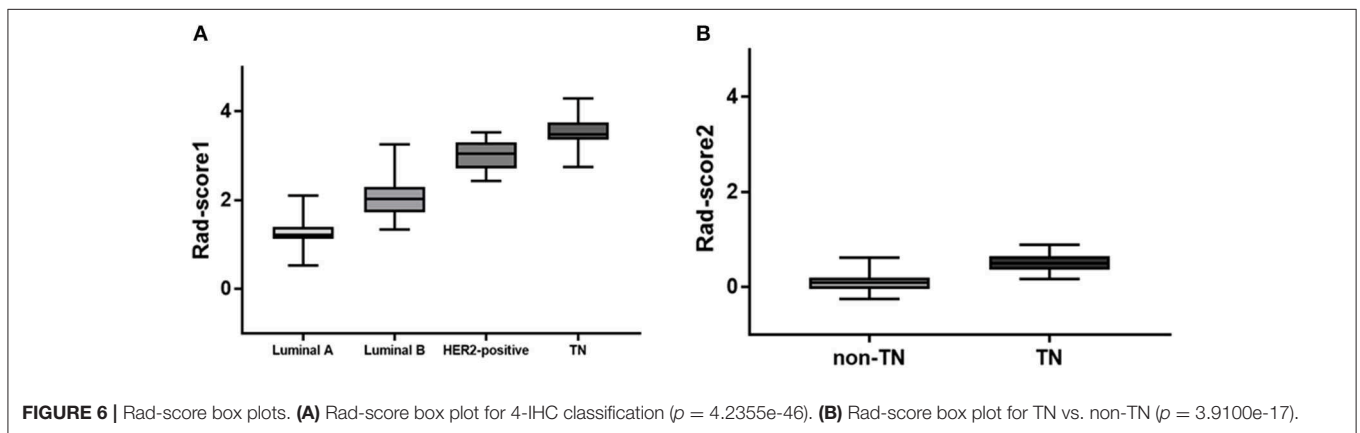 A
Rad-score1
4
2
0
Luminal A Luminal B HER2-positive TN
B
Rad-score2
4
2
0
non-TN TN
FIGURE 6 | Rad-score box plots. (A) Rad-score box plot for 4-IHC classification (p = 4.2355e-46). (B) Rad-score box plot for TN vs. non-TN (p = 3.9100e-17).